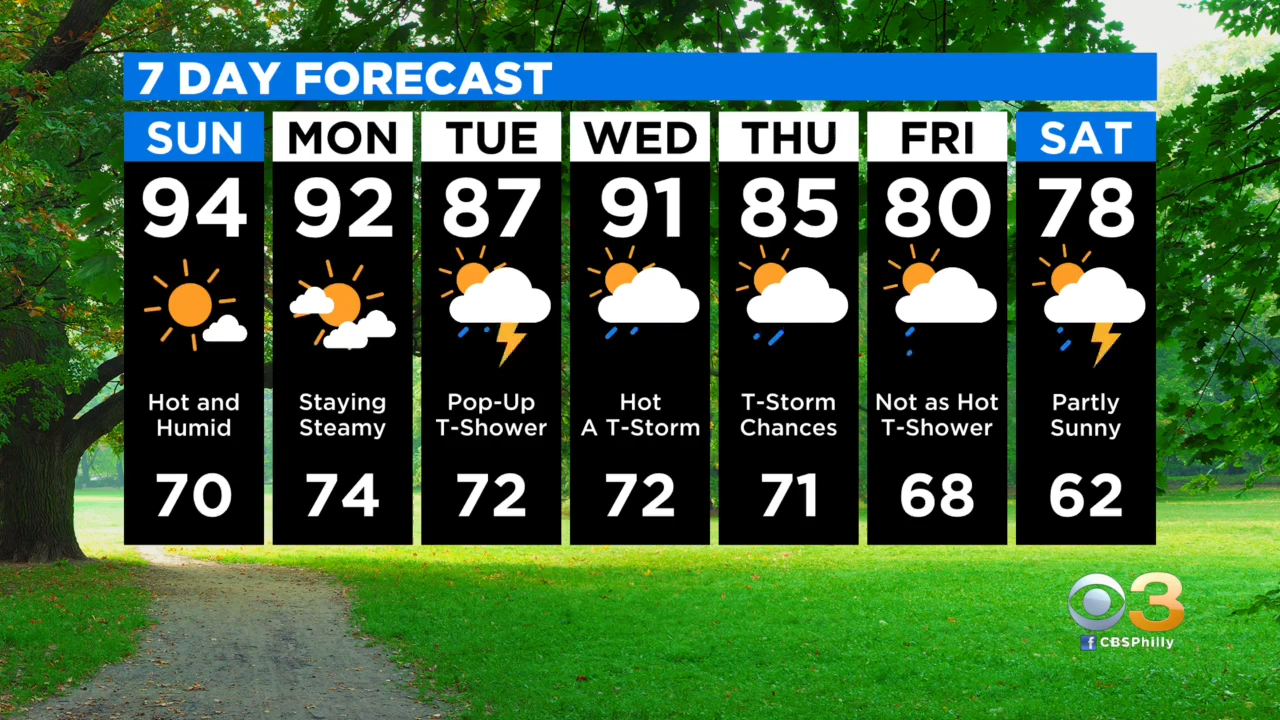 7 DAY FORECAST
SUN MON TUE WED THU FRI SAT
94 92 87 91 85 80 78
Hot and Staying Pop-Up Hot T-Storm Not as Hot Partly
Humid Steamy T-Shower A T-Storm Chances T-Shower Sunny
70 74 72 72 71 68 62
3
f CBSPhilly